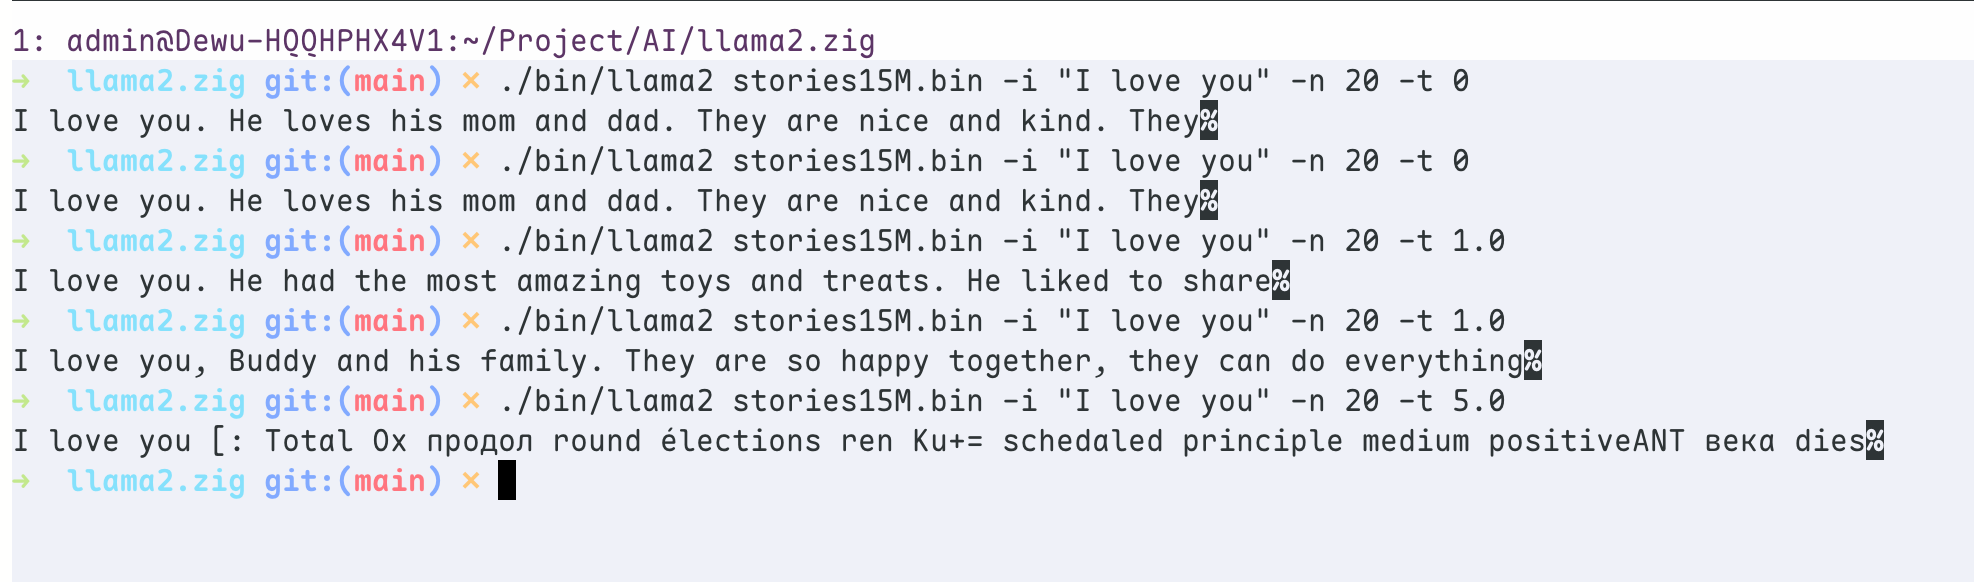 1: admin@Dewu-HQQHPHX4V1:~/Project/AI/llama2.zig
→  llama2.zig git:(main) × ./bin/llama2 stories15M.bin -i "I love you" -n 20 -t 0
I love you. He loves his mom and dad. They are nice and kind. They%
→  llama2.zig git:(main) × ./bin/llama2 stories15M.bin -i "I love you" -n 20 -t 0
I love you. He loves his mom and dad. They are nice and kind. They%
→  llama2.zig git:(main) × ./bin/llama2 stories15M.bin -i "I love you" -n 20 -t 1.0
I love you. He had the most amazing toys and treats. He liked to share%
→  llama2.zig git:(main) × ./bin/llama2 stories15M.bin -i "I love you" -n 20 -t 1.0
I love you, Buddy and his family. They are so happy together, they can do everything%
→  llama2.zig git:(main) × ./bin/llama2 stories15M.bin -i "I love you" -n 20 -t 5.0
I love you [: Total Ox продол round élections ren Ku+= schedaled principle medium positiveANT века dies%
→  llama2.zig git:(main) ×